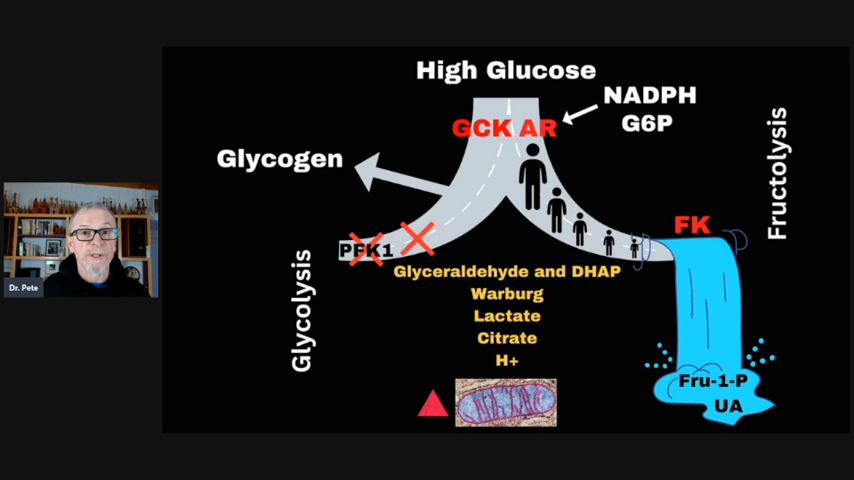 High Glucose
NADPH
G6P
GCK AR
Glycogen
Fructolysis
FK
PFK1
Glycolysis
Glyceraldehyde and DHAP
Warburg
Lactate
Citrate
H+
Fru-1-P
UA
Dr. Pete